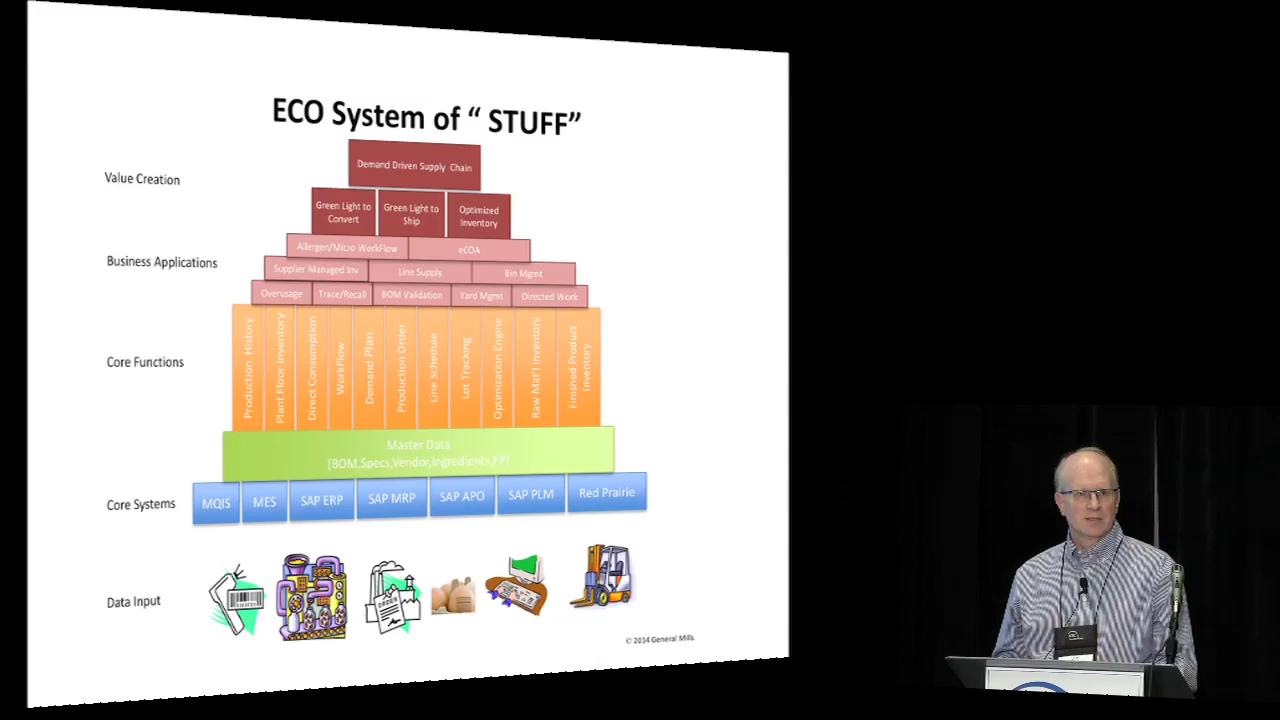 ECO System of “ STUFF”
Value Creation
Demand Driven Supply Chain
Green Light to
Convert
Green Light to
Ship
Optimized
Inventory
Business Applications
Allergen/Micro WorkFlow
eCOA
Supplier Managed Inv
Line Supply
Bin Mgmt
Overusage
Trace/Recall
BOM Validation
Yard Mgmt
Directed Work
Core Functions
Production History
Plant Floor Inventory
Direct Consumption
WorkFlow
Demand Plan
Production Order
Line Schedule
Lot Tracking
Optimization Engine
Raw Mat'l Inventory
Finished Product
Inventory
Master Data
(BOM,Specs,Vendor,Ingredients,FP)
Core Systems
MQIS
MES
SAP ERP
SAP MRP
SAP APO
SAP PLM
Red Prairie
Data Input
ORDER
© 2014 General Mills